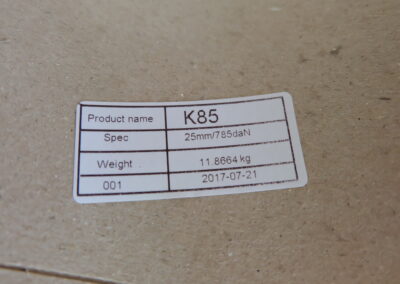 Product name K85
Spec 25mm/785daN
Weight . 11.8664 kg
001 2017-07-21